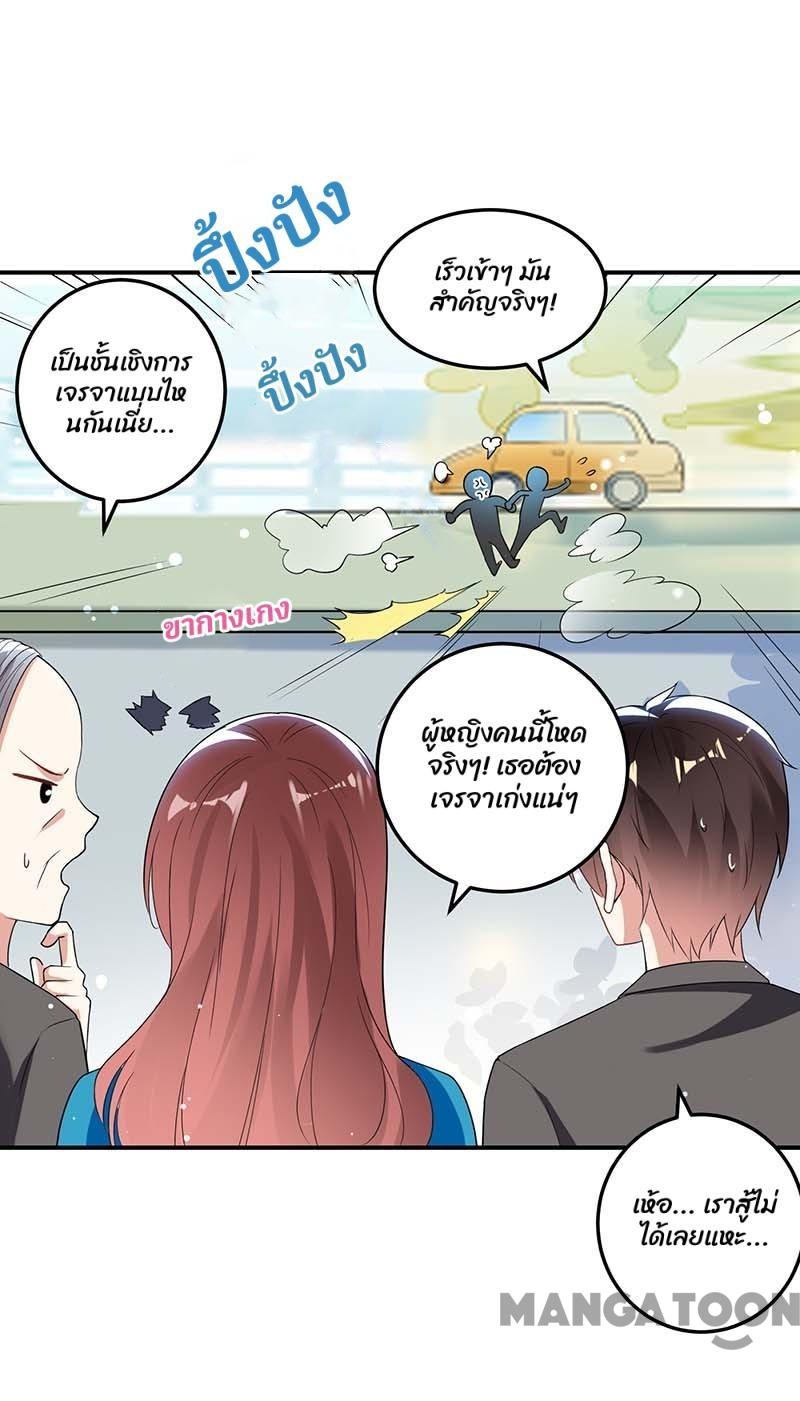 ปึ้งปัง
เร็วเข้าๆ มัน
สำคัญจริงๆ!
เป็นชั้นเชิงการ
เจรจาแบบไห
นกันเนี่ย...
ปึ้งปัง
ขากางเกง
ผู้หญิงคนนี้โหด
จริงๆ! เธอต้อง
เจรจาเก่งแน่ๆ
เห้อ... เราสู้ไม่
ได้เลยแหะ...
MANGATOON